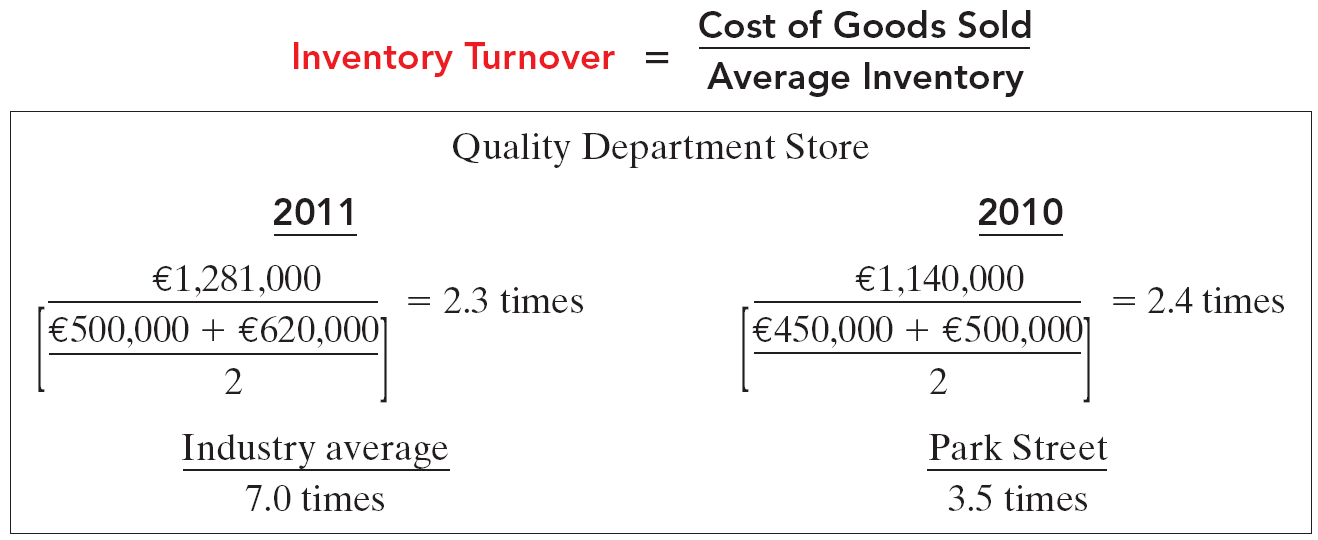 Inventory Turnover = Cost of Goods Sold
Average Inventory
Quality Department Store
2011
€1,281,000
[€500,000 + €620,000]
2
= 2.3 times
2010
€1,140,000
[€450,000 + €500,000]
2
= 2.4 times
Industry average
7.0 times
Park Street
3.5 times